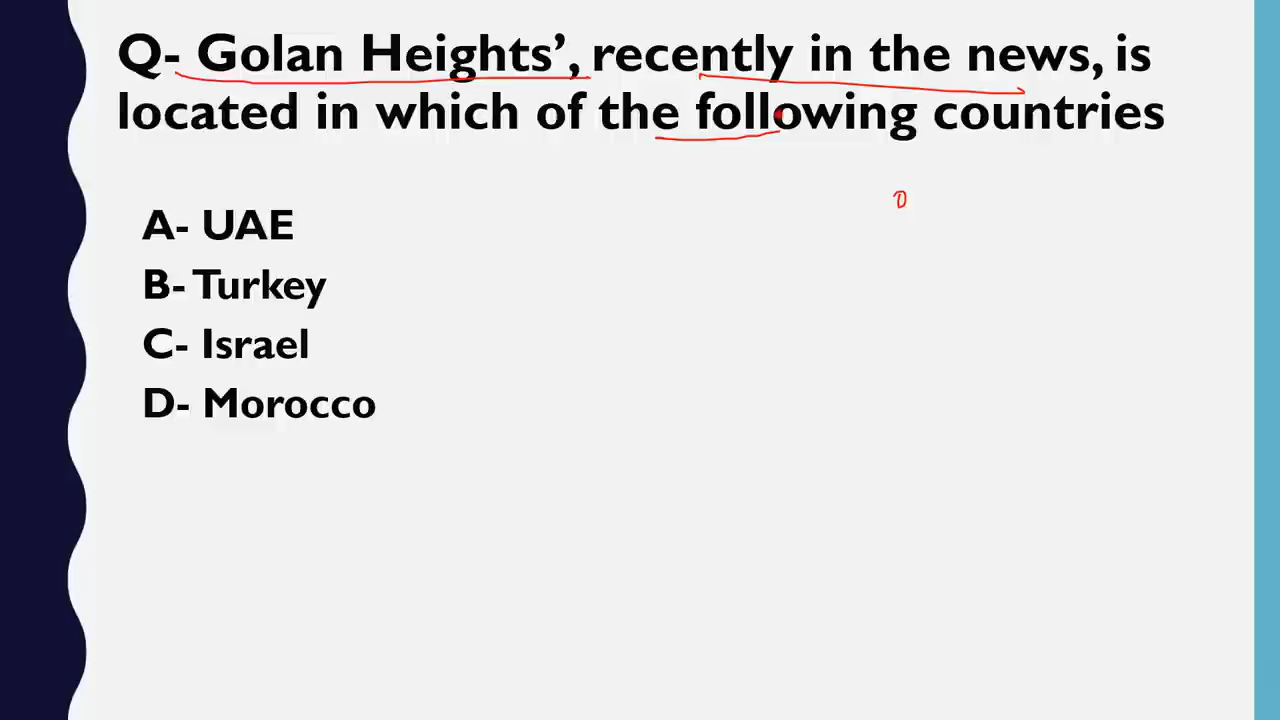 Q- Golan Heights’, recently in the news, is
located in which of the following countries
A- UAE
B- Turkey
C- Israel
D- Morocco